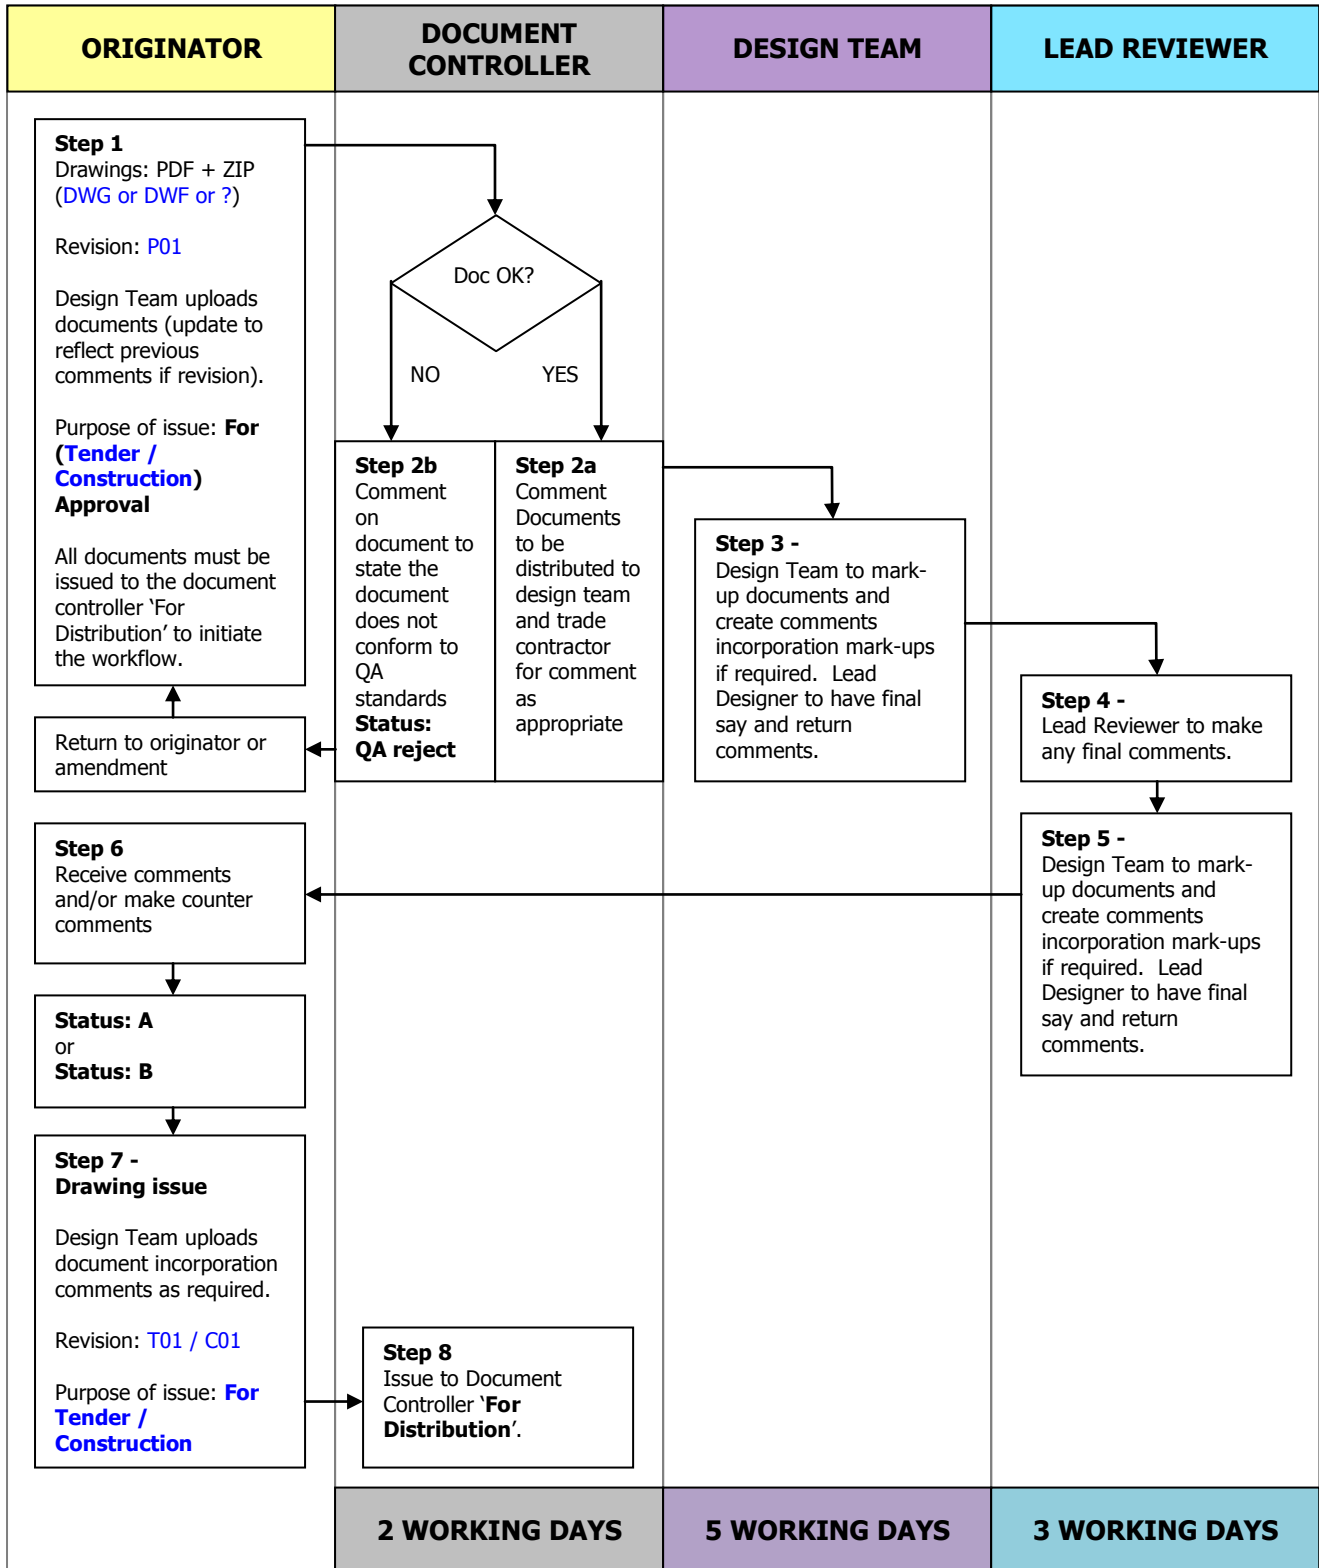 ORIGINATOR
DOCUMENT
CONTROLLER
DESIGN TEAM
LEAD REVIEWER
Step 1
Drawings: PDF + ZIP
(DWG or DWF or ?)
Revision: P01
Design Team uploads
documents (update to
reflect previous
comments if revision).
Purpose of issue: For
(Tender /
Construction)
Approval
All documents must be
issued to the document
controller ‘For
Distribution’ to initiate
the workflow.
Doc OK?
NO
YES
Step 2b
Comment
on
document to
state the
document
does not
conform to
QA
standards
Status:
QA reject
Step 2a
Comment
Documents
to be
distributed to
design team
and trade
contractor
for comment
as
appropriate
Step 3 -
Design Team to mark-
up documents and
create comments
incorporation mark-ups
if required.  Lead
Designer to have final
say and return
comments.
Step 4 -
Lead Reviewer to make
any final comments.
Return to originator or
amendment
Step 5 -
Design Team to mark-
up documents and
create comments
incorporation mark-ups
if required.  Lead
Designer to have final
say and return
comments.
Step 6
Receive comments
and/or make counter
comments
Status: A
or
Status: B
Step 7 -
Drawing issue
Design Team uploads
document incorporation
comments as required.
Revision: T01 / C01
Purpose of issue: For
Tender /
Construction
Step 8
Issue to Document
Controller ‘For
Distribution’.
2 WORKING DAYS
5 WORKING DAYS
3 WORKING DAYS